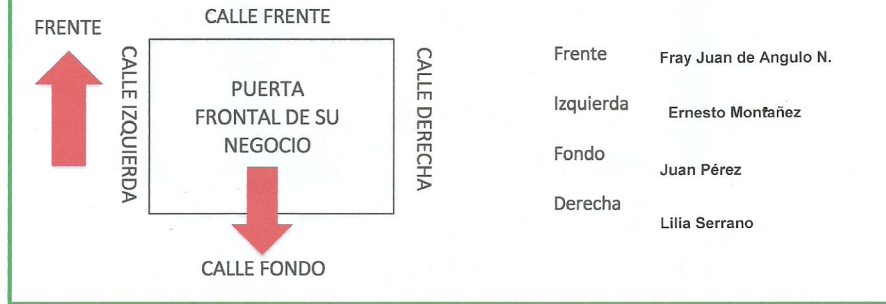 CALLE FRENTE
FRENTE
CALLE IZQUIERDA
PUERTA
FRONTAL DE SU
NEGOCIO
CALLE DERECHA
CALLE FONDO
Frente Fray Juan de Angulo N.
Izquierda Ernesto Montañez
Fondo Juan Pérez
Derecha Lilia Serrano